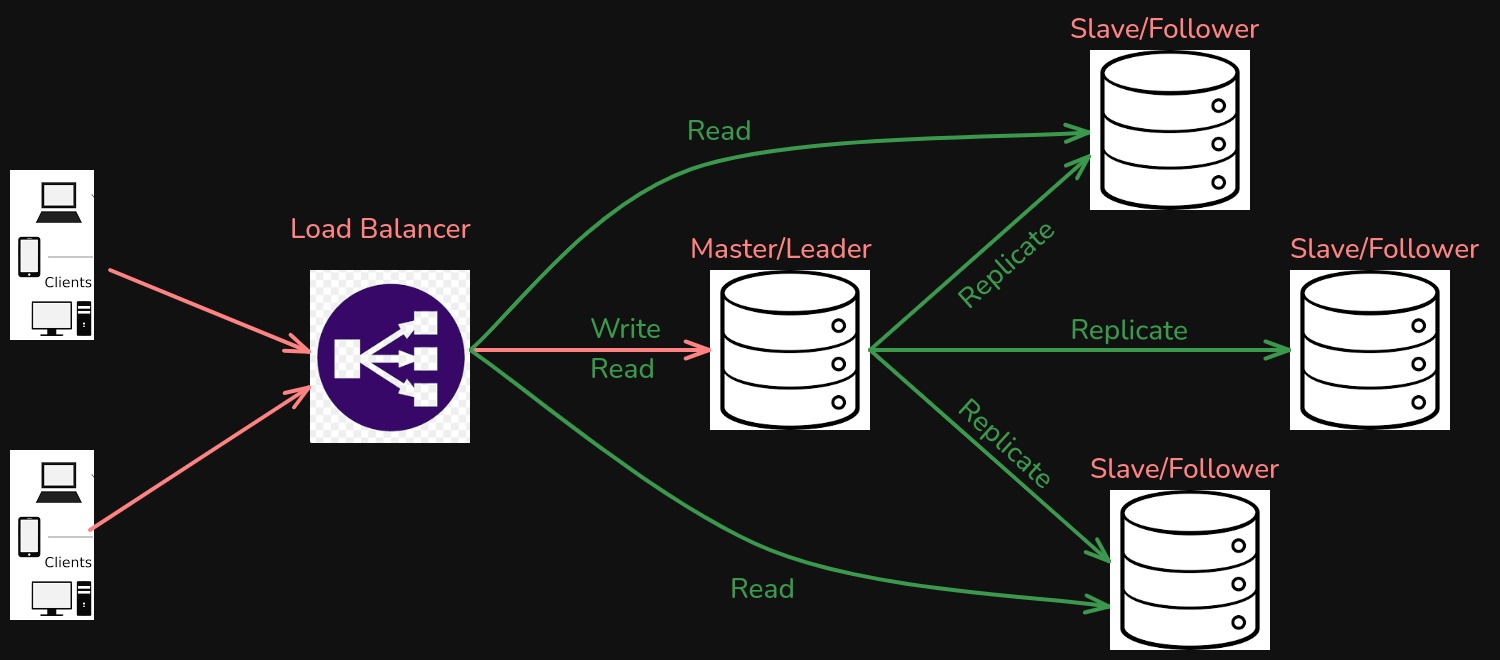 Slave/Follower
Read
Load Balancer
Master/Leader
Slave/Follower
Replicate
Clients
Write
Replicate
Read
Replicate
Slave/Follower
Clients
Read